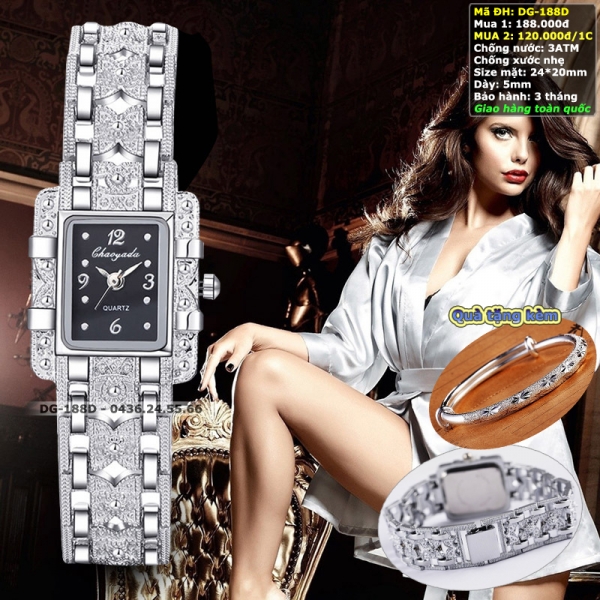 Mã ĐH: DG-188D
Mua 1: 188.000đ
MUA 2: 120.000đ/1C
Chống nước: 3ATM
Chống xước nhẹ
Size mặt: 24*20mm
Dày: 5mm
Bảo hành: 3 tháng
Giao hàng toàn quốc
12
Chaoyada
9
3
QUARTZ
6
Quà tặng kèm
DG-188D - 0436.24.55.66